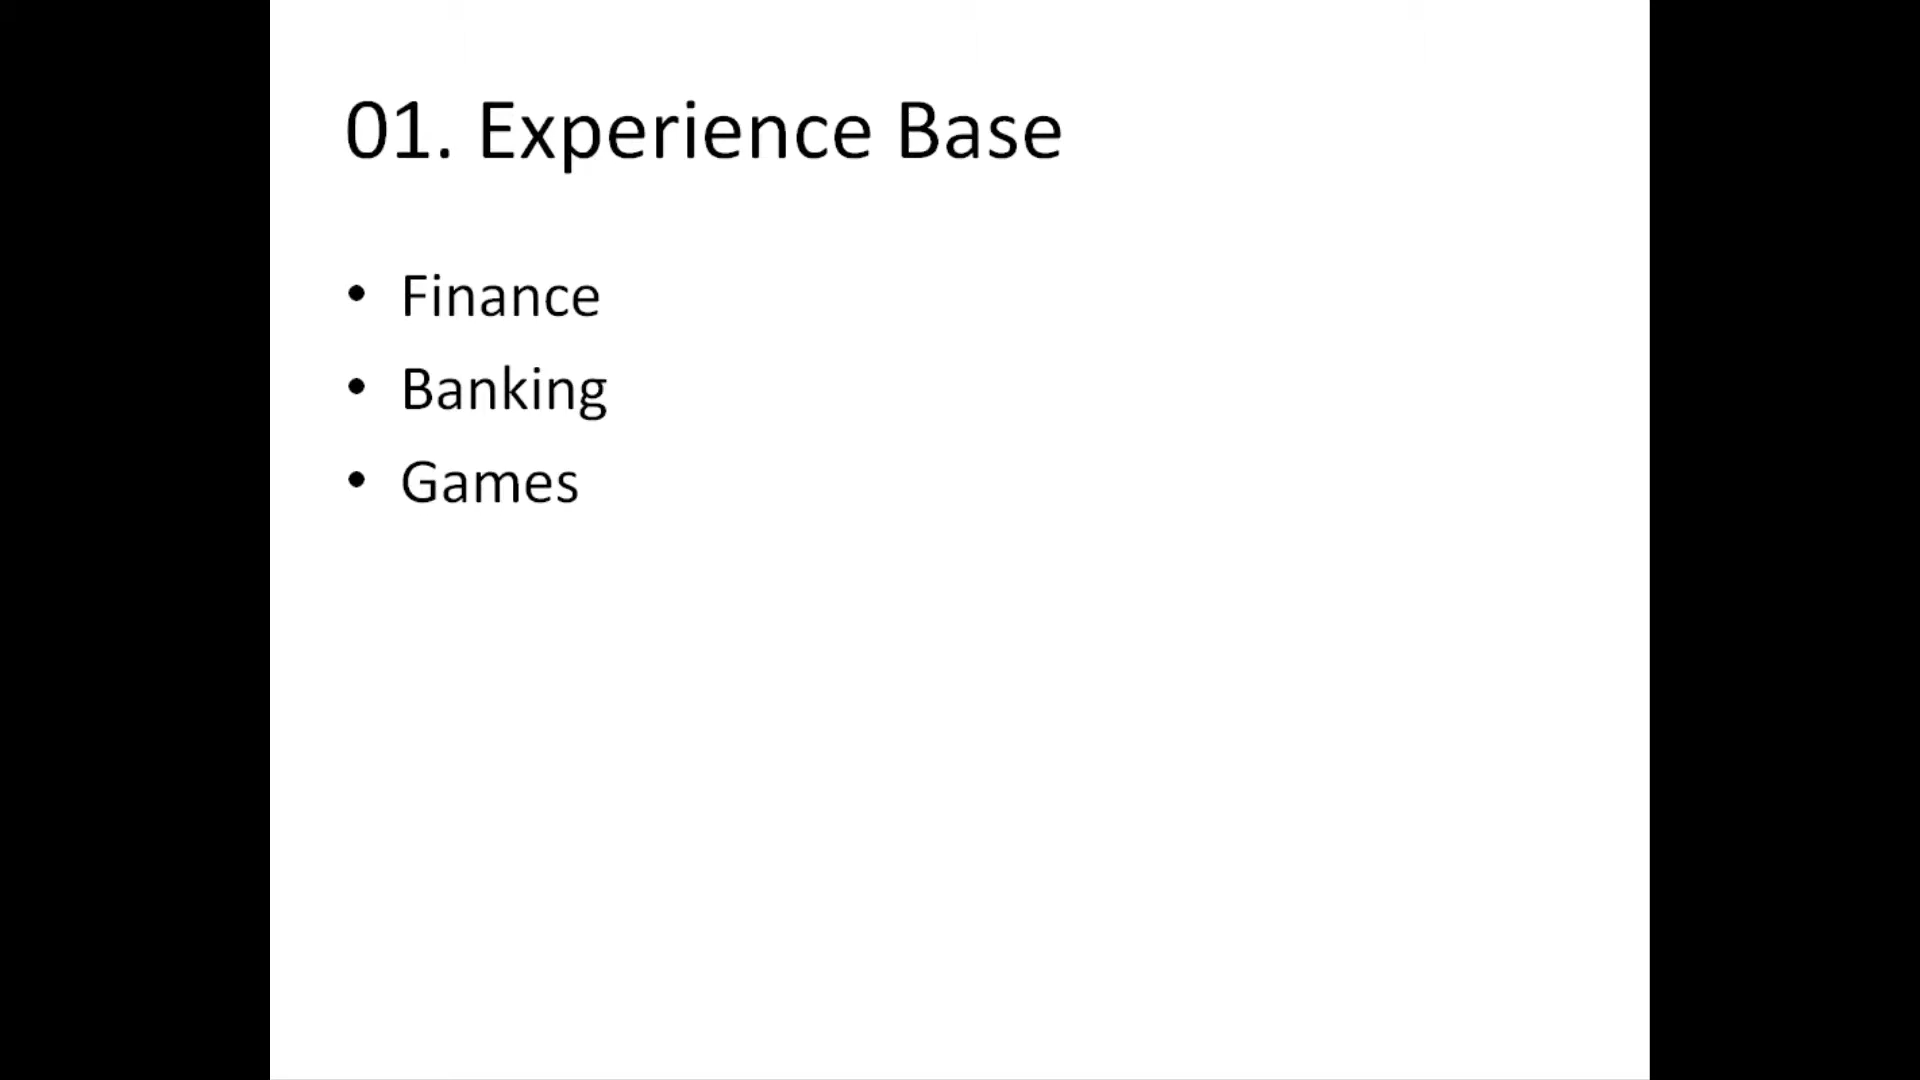 01. Experience Base
• Finance
• Banking
• Games